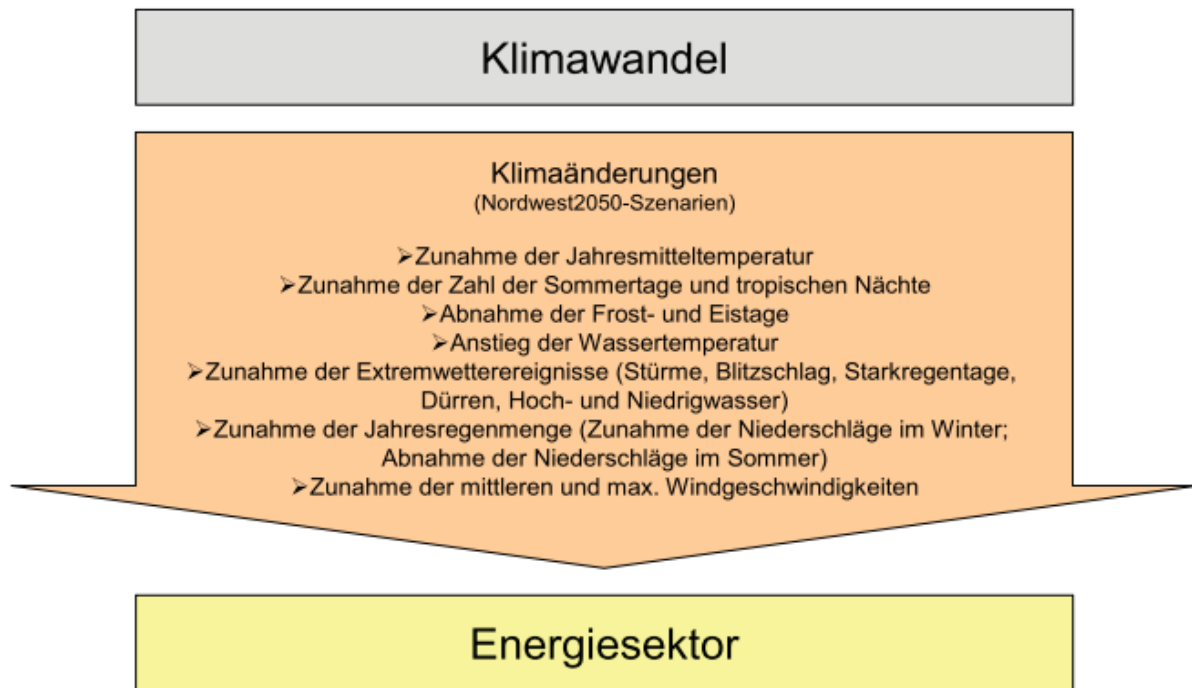 Klimawandel
Klimaänderungen
(Nordwest2050-Szenarien)
➢Zunahme der Jahresmitteltemperatur
➢Zunahme der Zahl der Sommertage und tropischen Nächte
➢Abnahme der Frost- und Eistage
➢Anstieg der Wassertemperatur
➢Zunahme der Extremwetterereignisse (Stürme, Blitzschlag, Starkregentage,
Dürren, Hoch- und Niedrigwasser)
➢Zunahme der Jahresregenmenge (Zunahme der Niederschläge im Winter;
Abnahme der Niederschläge im Sommer)
➢Zunahme der mittleren und max. Windgeschwindigkeiten
Energiesektor